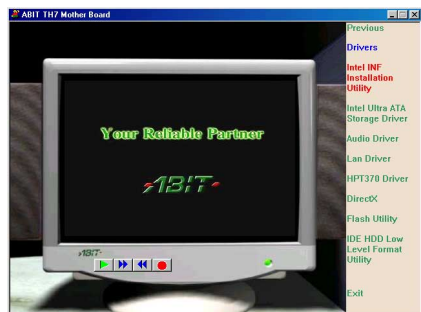 ABIT TH7 Mother Board
Previous
Drivers
Intel INF
Installation
Utility
Intel Ultra ATA
Storage Driver
Audio Driver
Lan Driver
HPT370 Driver
DirectX
Flash Utility
IDE HDD Low
Level Format
Utility
Exit
Your Reliable Partner
ABIT
ABIT